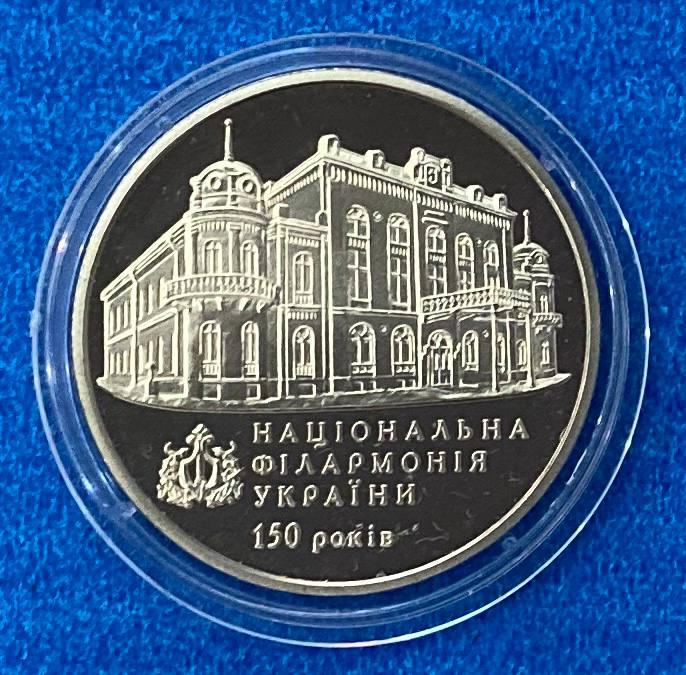 НАЦІОНАЛЬНА
ФІЛАРМОНІЯ
УКРАЇНИ
150 років